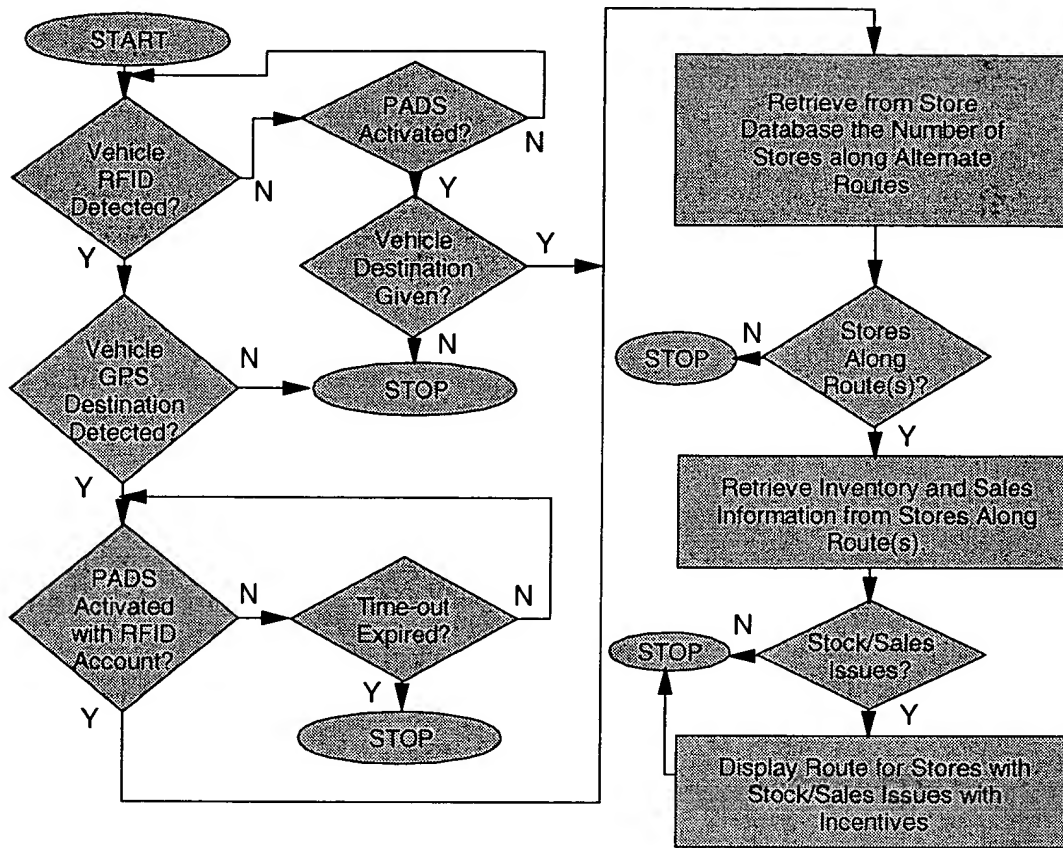 START
Vehicle
RFID
Detected?
N
Y
PADS
Activated?
N
Y
Vehicle
Destination
Given?
Y
N
STOP
Vehicle
GPS
Destination
Detected?
N
Y
PADS
Activated
with RFID
Account?
N
Y
Time-out
Expired?
N
Y
STOP
Retrieve from Store
Database the Number of
Stores along Alternate
Routes
Stores
Along
Route(s)?
N
STOP
Y
Retrieve Inventory and Sales
Information from Stores Along
Route(s)
Stock/Sales
Issues?
N
STOP
Y
Display Route for Stores with
Stock/Sales Issues with
Incentives